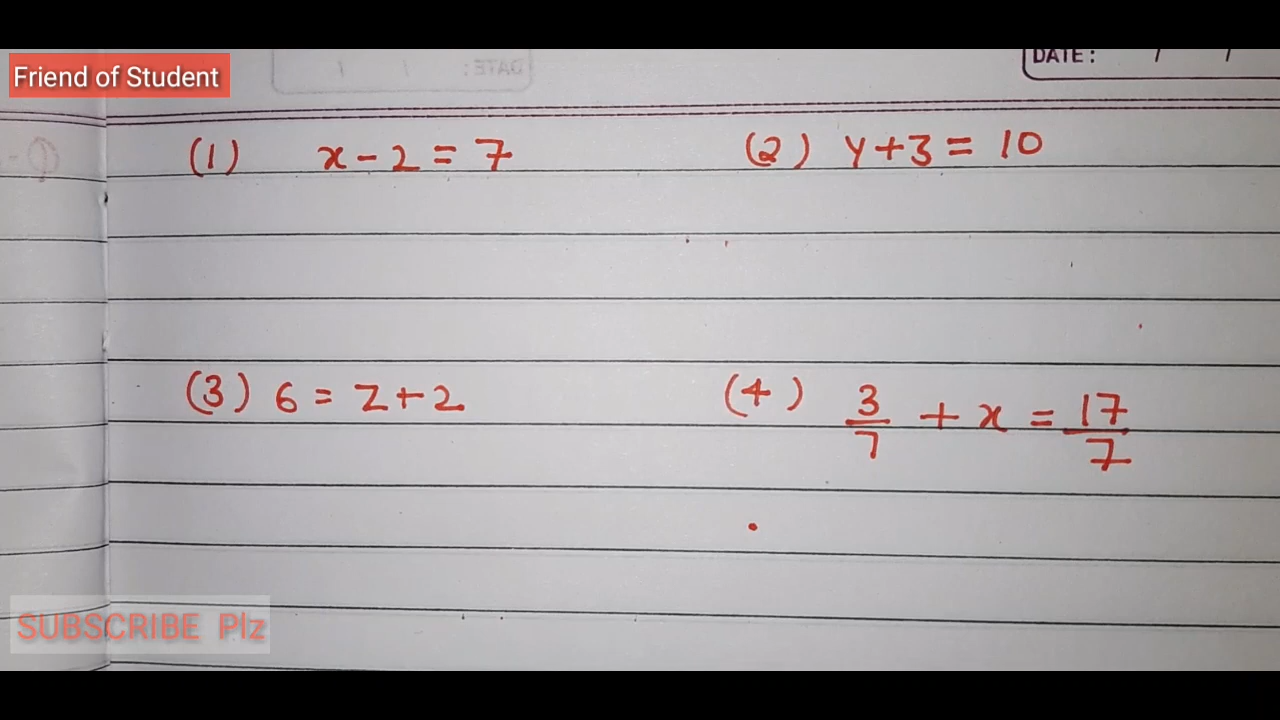 Friend of Student
DATE: / /
(1) x - 2 = 7
(2) y + 3 = 10
(3) 6 = z + 2
(4) 3/7 + x = 17/7
SUBSCRIBE Plz